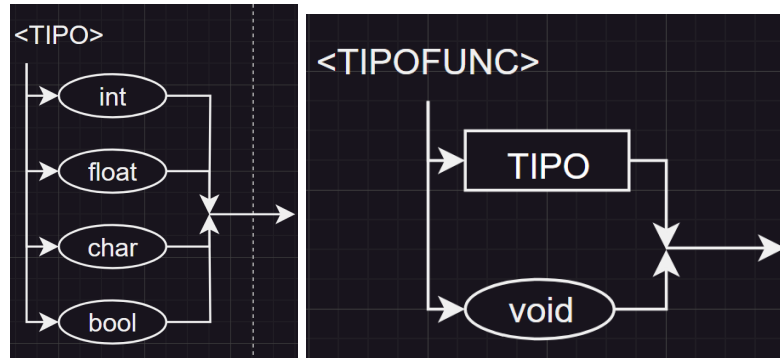 <TIPO>
int
float
char
bool
<TIPOFUNC>
TIPO
void